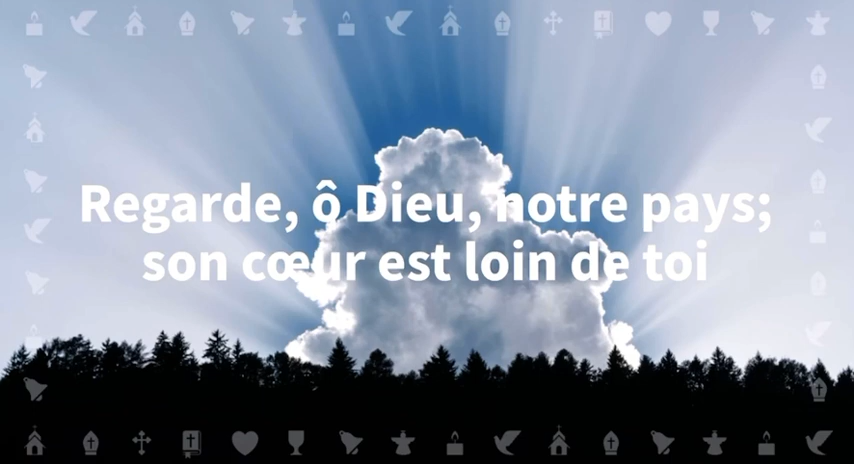 Regarde, ô Dieu, notre pays;
son cœur est loin de toi